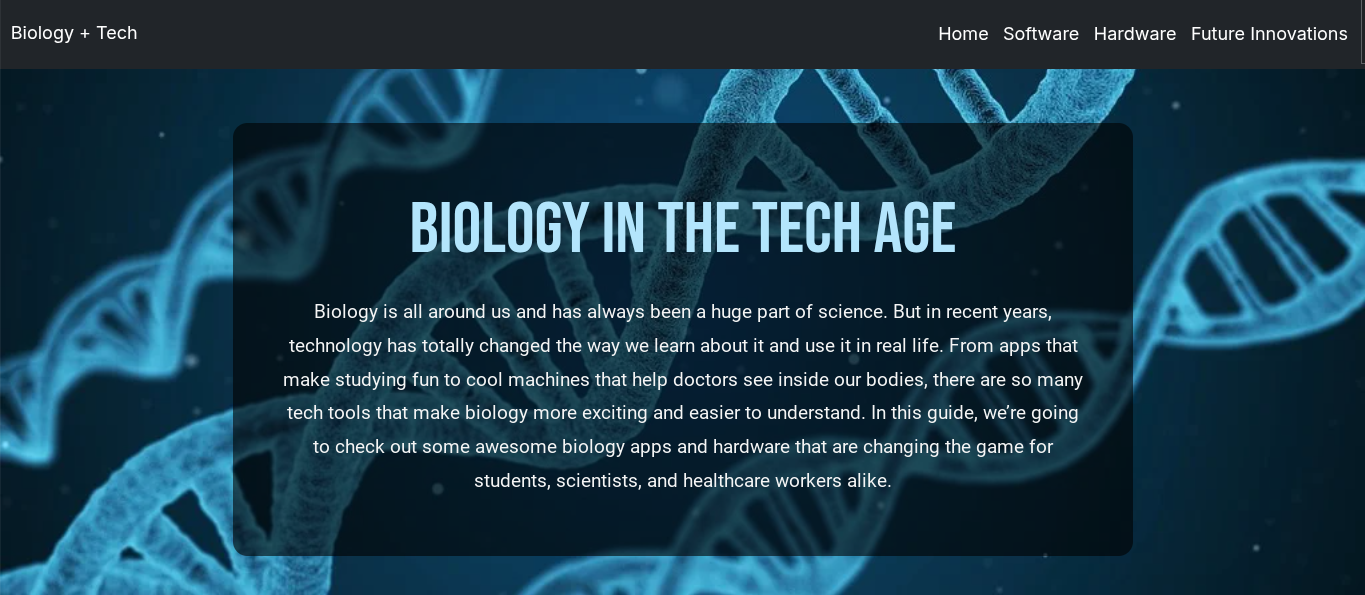 Biology + Tech
Home Software Hardware Future Innovations
BIOLOGY IN THE TECH AGE
Biology is all around us and has always been a huge part of science. But in recent years,
technology has totally changed the way we learn about it and use it in real life. From apps that
make studying fun to cool machines that help doctors see inside our bodies, there are so many
tech tools that make biology more exciting and easier to understand. In this guide, we’re going
to check out some awesome biology apps and hardware that are changing the game for
students, scientists, and healthcare workers alike.